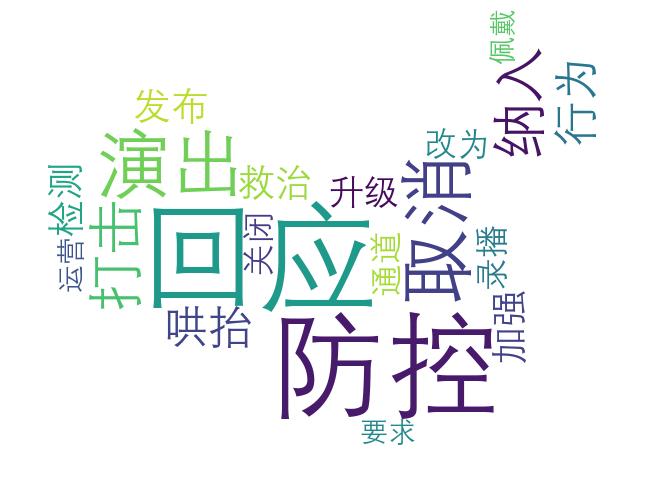 佩戴
纳入
行为
发布
改为
演出
检测
救治
升级
取消
打击
回应
关闭
通道
录播
运营
哄抬
加强
防控
要求